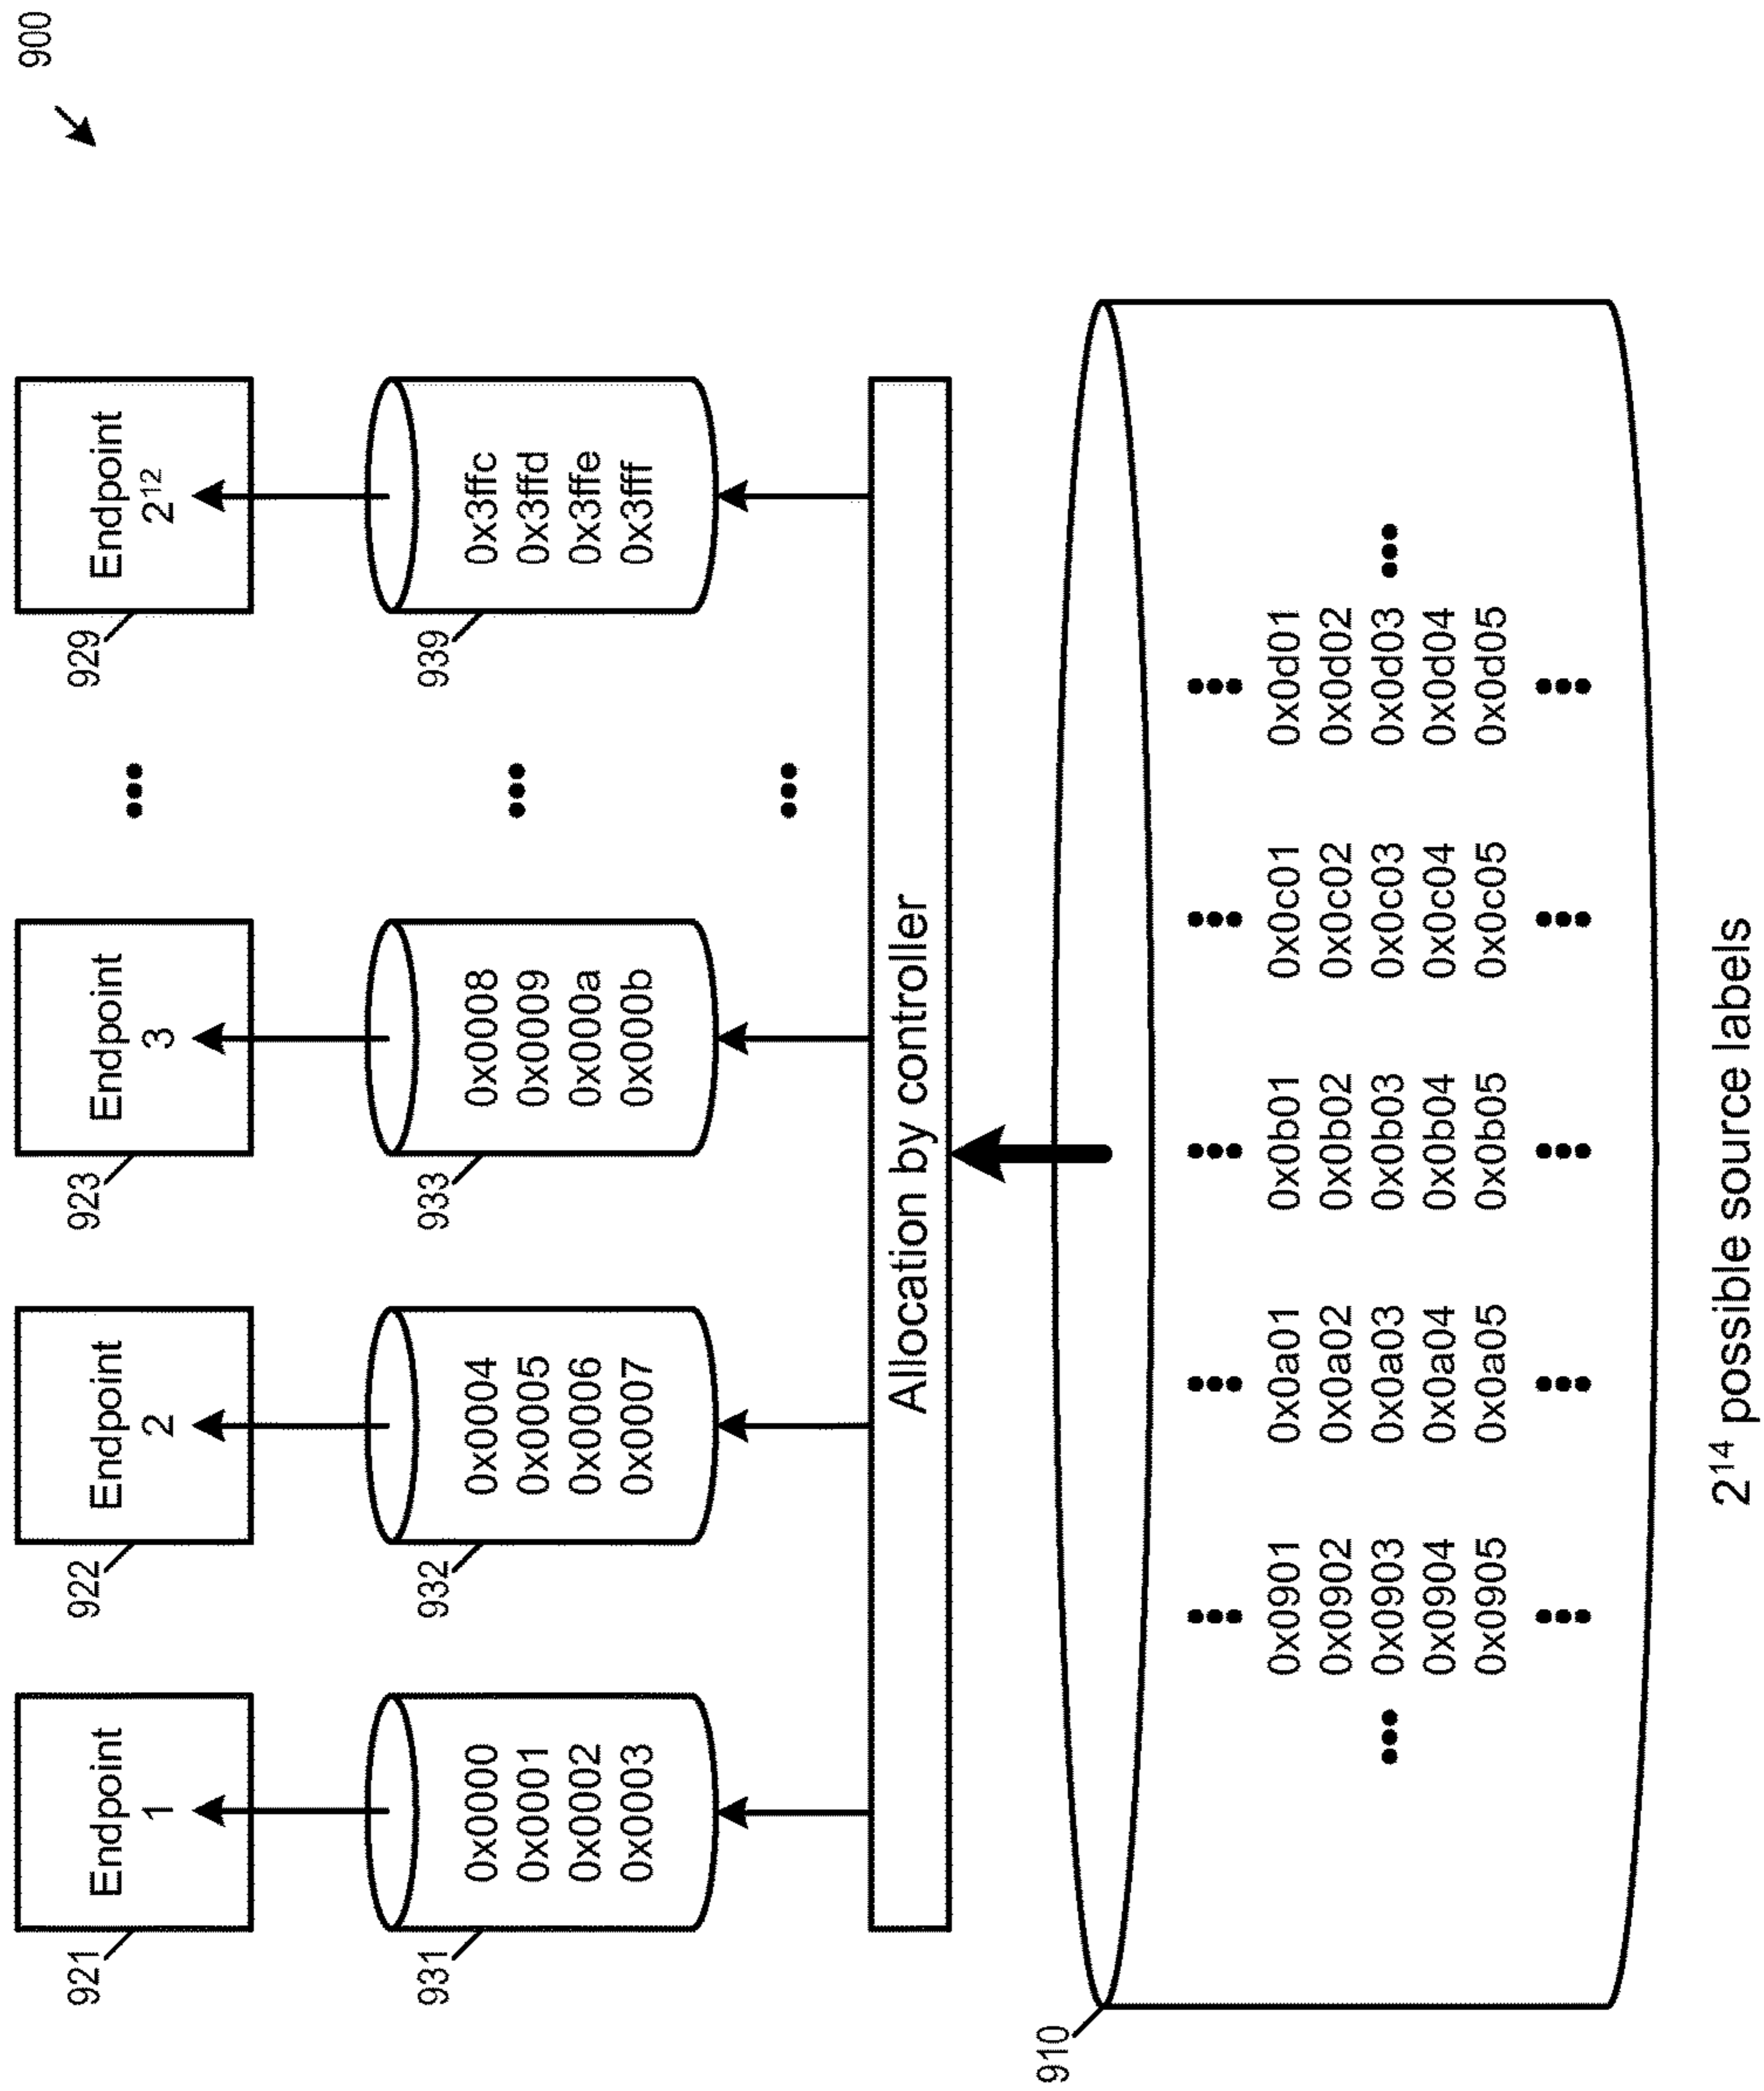 900
Endpoint
1
Endpoint
2
Endpoint
3
•••
Endpoint
2¹²
921
922
923
929
0x0000
0x0001
0x0002
0x0003
0x0004
0x0005
0x0006
0x0007
0x0008
0x0009
0x000a
0x000b
•••
0x3ffc
0x3ffd
0x3ffe
0x3fff
931
932
933
939
•••
Allocation by controller
910
•••
0x0901
0x0902
0x0903
0x0904
0x0905
•••
•••
0x0a01
0x0a02
0x0a03
0x0a04
0x0a05
•••
•••
0x0b01
0x0b02
0x0b03
0x0b04
0x0b05
•••
•••
0x0c01
0x0c02
0x0c03
0x0c04
0x0c05
•••
•••
0x0d01
0x0d02
0x0d03
0x0d04
0x0d05
•••
•••
•••
2¹⁴ possible source labels